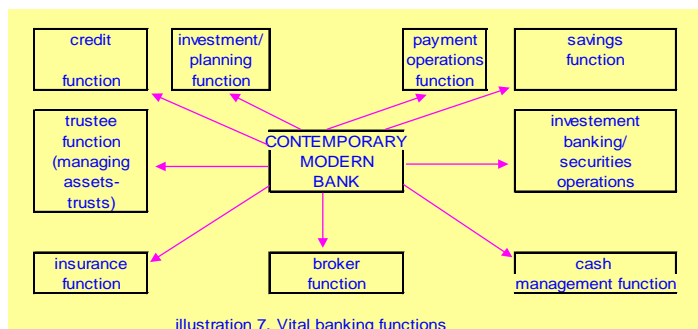 credit
function
investment/
planning
function
payment
operations
function
savings
function
trustee
function
(managing
assets-
trusts)
CONTEMPORARY
MODERN
BANK
investement
banking/
securities
operations
insurance
function
broker
function
cash
management function
illustration 7. Vital banking functions